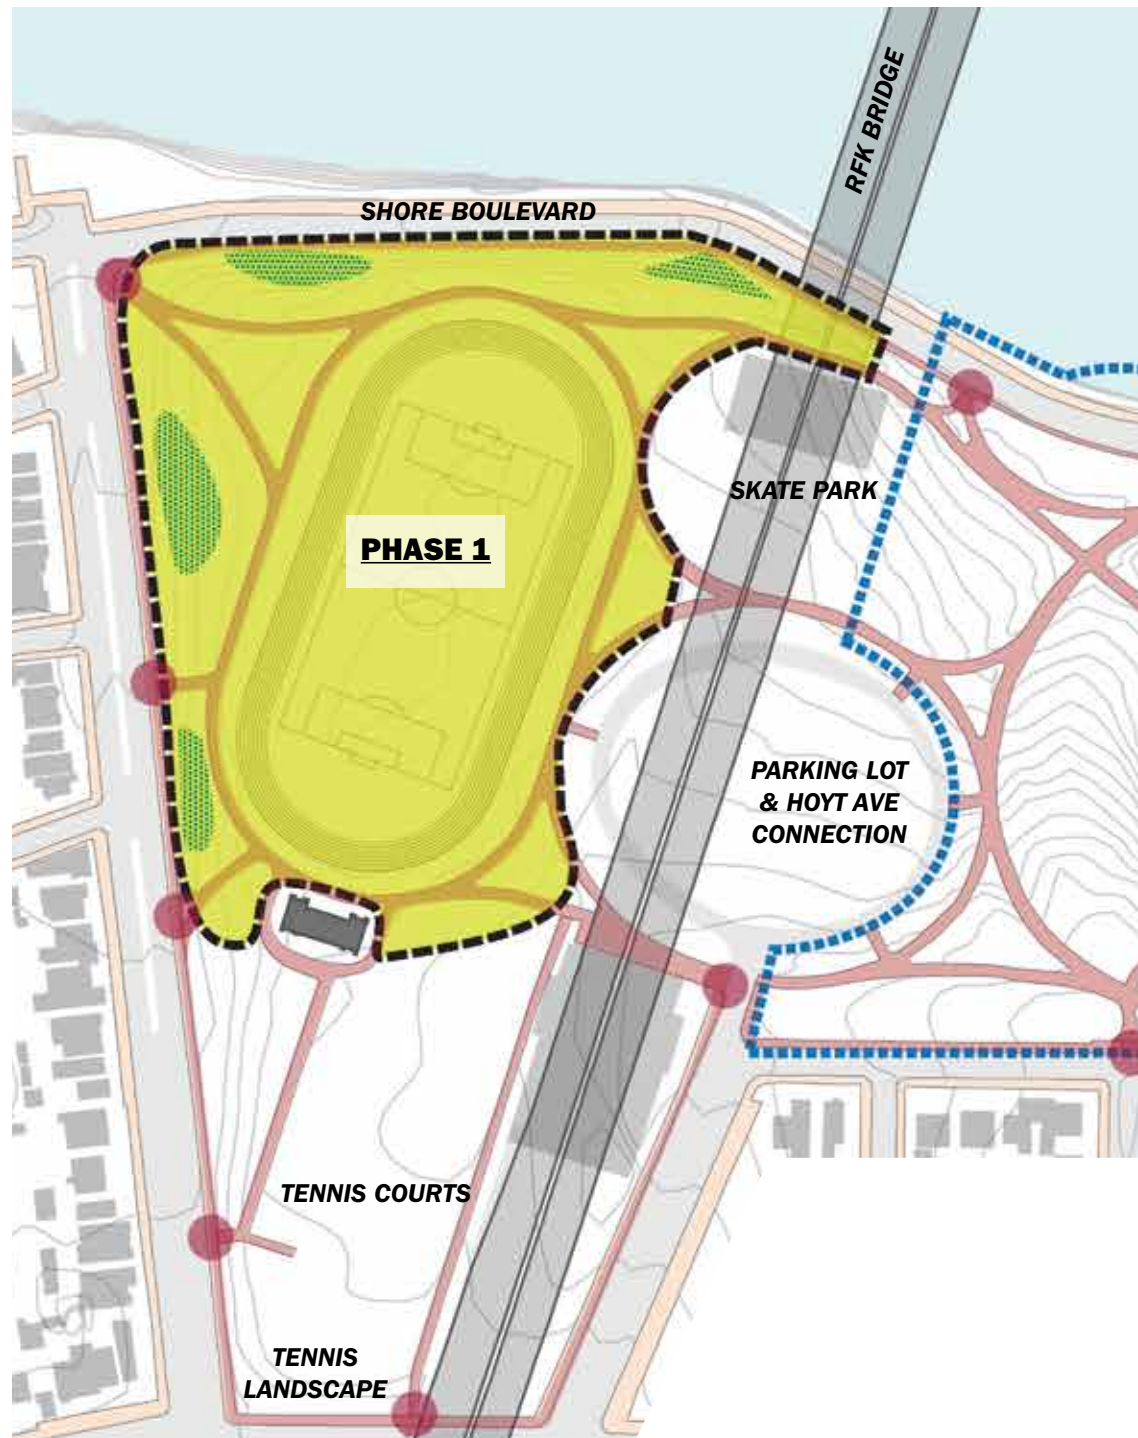 RFK BRIDGE
SHORE BOULEVARD
SKATE PARK
PHASE 1
PARKING LOT
& HOYT AVE
CONNECTION
TENNIS COURTS
TENNIS
LANDSCAPE